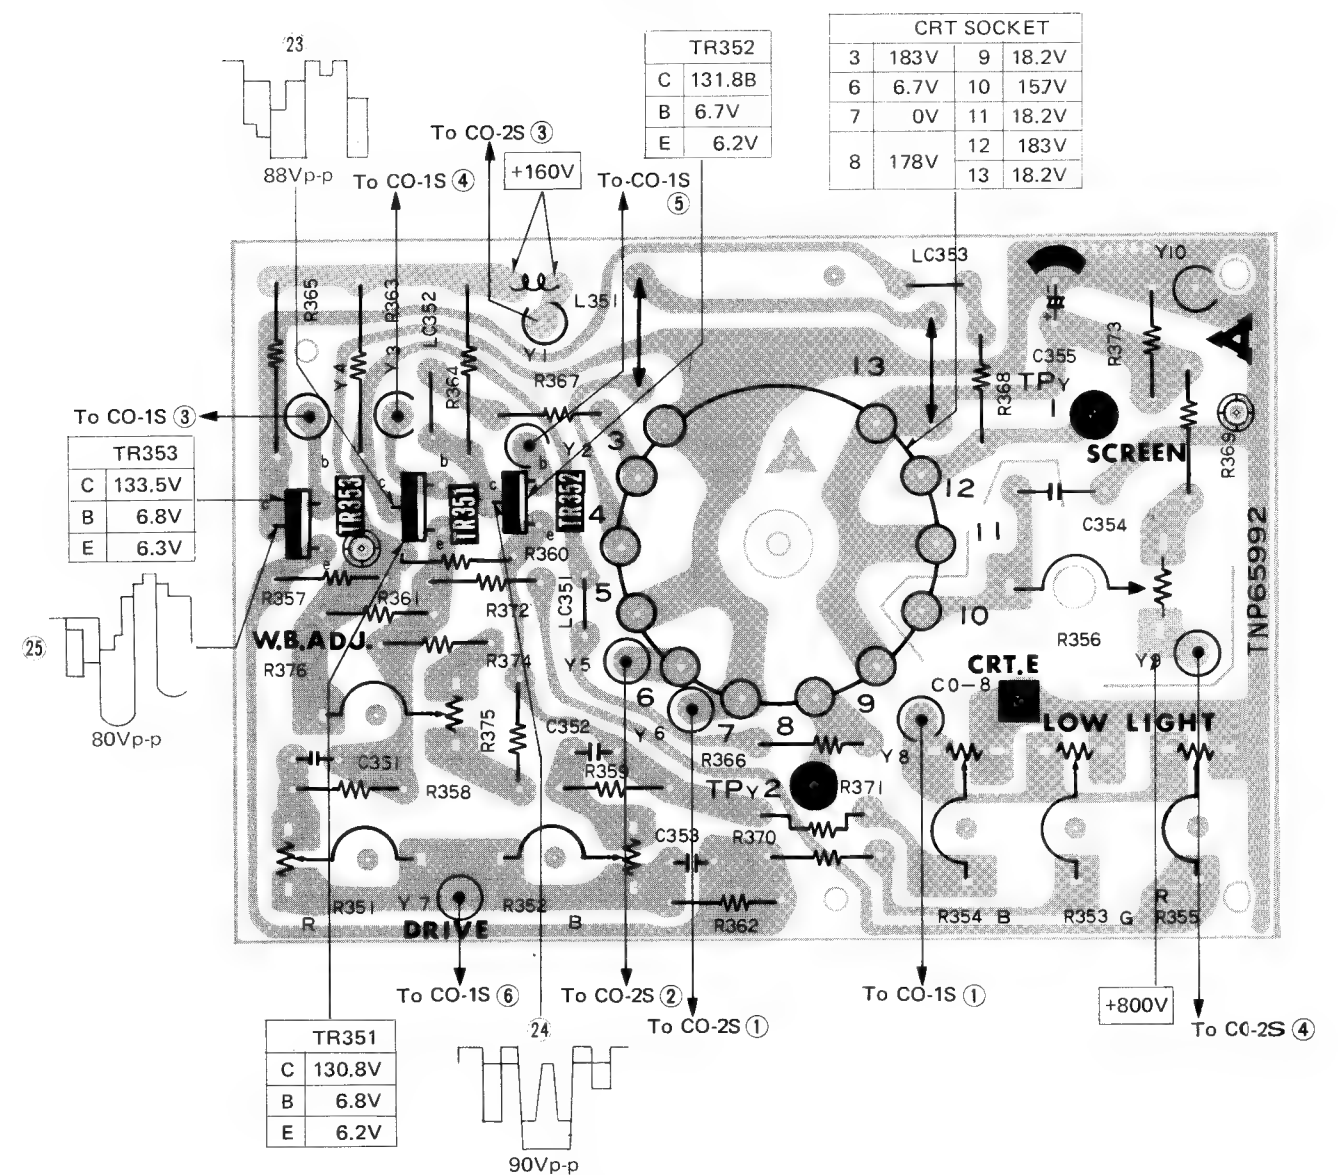 23
TR352
C 131.8B
B 6.7V
E 6.2V
CRT SOCKET
3 183V 9 18.2V
6 6.7V 10 157V
7 0V 11 18.2V
8 178V 12 183V
13 18.2V
88Vp-p
To CO-2S ③
To CO-1S ④
+160V
To-CO-1S
⑤
R365
R363
LC352
L351
LC353
Y10
Y4
Y3
R364
Y1
R367
13
R368
C355
R373
TPY
1
SCREEN
R369
To CO-1S ③
TR353
C 133.5V
B 6.8V
E 6.3V
b
b
b
Y2
3
c
c
c
TR353
TR351
TR352
4
12
11
C354
e
e
e
R360
R357
R361
R372
LC351
5
10
R356
TNP65992
W.B.ADJ.
R376
R374
Y5
CRT.E
Y9
25
80Vp-p
6
7
8
9
C0-8
LOW LIGHT
R375
C352
Y6
R366
Y8
C351
R358
R359
TPY2
R371
C353
R370
R351
Y7
R352
B
R362
R354
B
R353
G
R
R355
R
DRIVE
To CO-1S ⑥
To CO-2S ②
To CO-2S ①
To CO-1S ①
+800V
To CO-2S ④
TR351
C 130.8V
B 6.8V
E 6.2V
24
90Vp-p